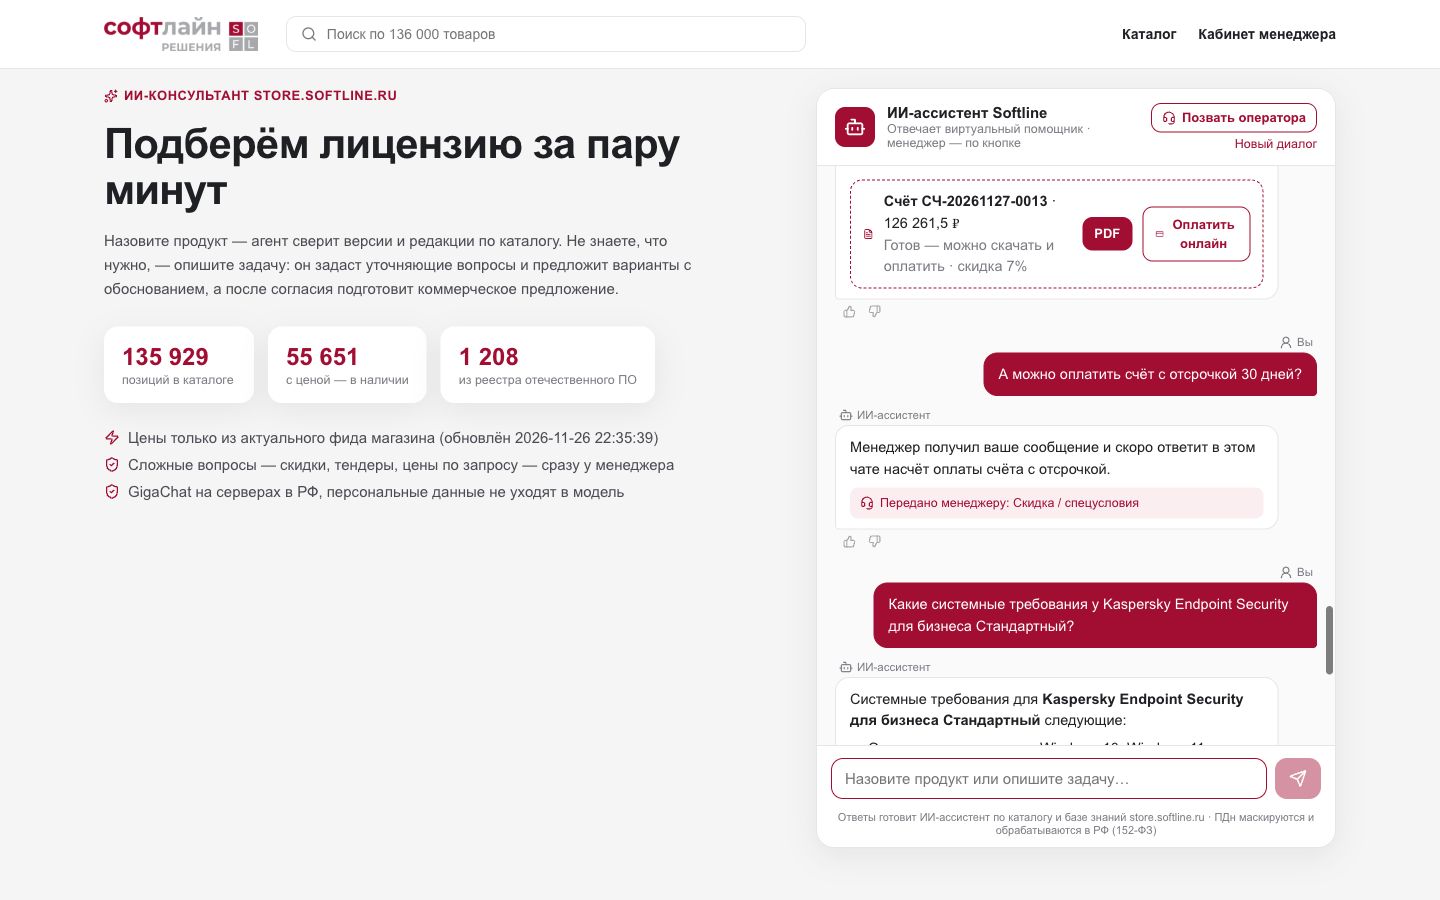 софтлайн
РЕШЕНИЯ
S O
F L
Поиск по 136 000 товаров
Каталог
Кабинет менеджера
ИИ-КОНСУЛЬТАНТ STORE.SOFTLINE.RU
Подберём лицензию за пару
минут
Назовите продукт — агент сверит версии и редакции по каталогу. Не знаете, что
нужно, — опишите задачу: он задаст уточняющие вопросы и предложит варианты с
обоснованием, а после согласия подготовит коммерческое предложение.
135 929
позиций в каталоге
55 651
с ценой — в наличии
1 208
из реестра отечественного ПО
Цены только из актуального фида магазина (обновлён 2026-11-26 22:35:39)
Сложные вопросы — скидки, тендеры, цены по запросу — сразу у менеджера
GigaChat на серверах в РФ, персональные данные не уходят в модель
ИИ-ассистент Softline
Отвечает виртуальный помощник ·
менеджер — по кнопке
Позвать оператора
Новый диалог
Счёт СЧ-20261127-0013 ·
126 261,5 ₽
Готов — можно скачать и
оплатить · скидка 7%
PDF
Оплатить
онлайн
Вы
А можно оплатить счёт с отсрочкой 30 дней?
ИИ-ассистент
Менеджер получил ваше сообщение и скоро ответит в этом
чате насчёт оплаты счёта с отсрочкой.
Передано менеджеру: Скидка / спецусловия
Вы
Какие системные требования у Kaspersky Endpoint Security
для бизнеса Стандартный?
ИИ-ассистент
Системные требования для Kaspersky Endpoint Security
для бизнеса Стандартный следующие:
Назовите продукт или опишите задачу…
Ответы готовит ИИ-ассистент по каталогу и базе знаний store.softline.ru · ПДн маскируются и
обрабатываются в РФ (152-ФЗ)